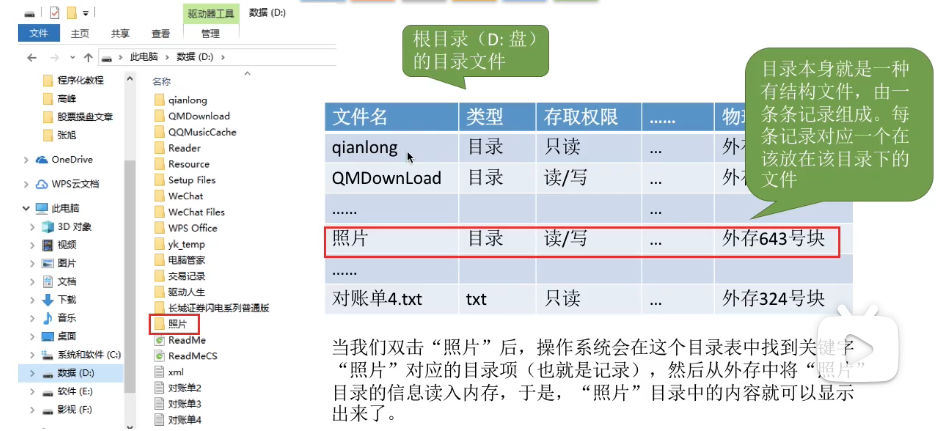 驱动器工具
数据 (D:)
文件
主页
共享
查看
管理
此电脑 > 数据 (D:) >
程序化教程
高峰
股票操盘文章
张旭
OneDrive
WPS云文档
此电脑
3D 对象
视频
图片
文档
下载
音乐
桌面
系统和软件 (C:)
数据 (D:)
软件 (E:)
影视 (F:)
名称
qianlong
QMDownload
QQMusicCache
Reader
Resource
Setup Files
WeChat
WeChat Files
WPS Office
yk_temp
电脑管家
交易记录
驱动人生
长城证券闪电系列普通版
照片
ReadMe
ReadMeCS
xml
对账单2
对账单3
对账单4
根目录（D: 盘）
的目录文件
目录本身就是一种
有结构文件，由一
条条记录组成。每
条记录对应一个在
该放在该目录下的
文件
文件名 类型 存取权限 …… 物
qianlong 目录 只读 ... 外存
QMDownLoad 目录 读/写 ... 外存
...... ...
照片 目录 读/写 ... 外存643号块
......
对账单4.txt txt 只读 ... 外存324号块
当我们双击“照片”后，操作系统会在这个目录表中找到关键字
“照片”对应的目录项（也就是记录），然后从外存中将“照片”
目录的信息读入内存，于是，“照片”目录中的内容就可以显示
出来了。